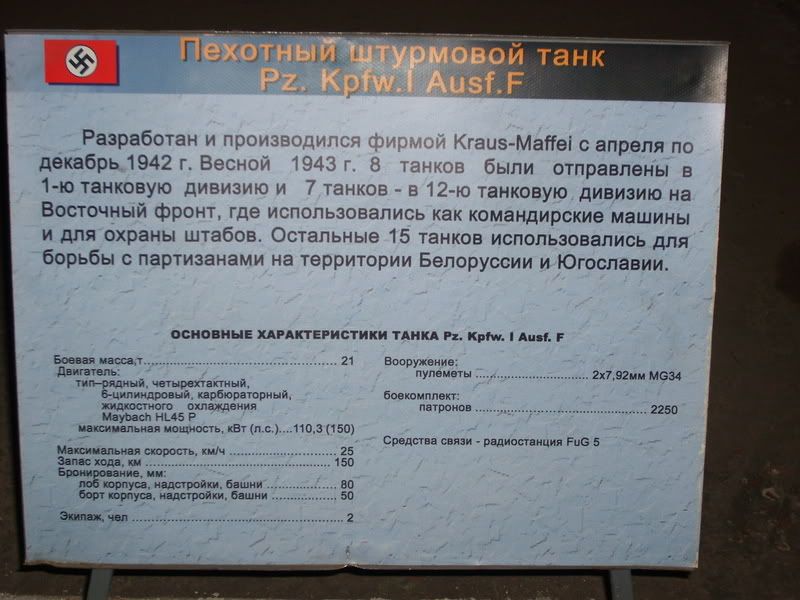 Пехотный штурмовой танк
Pz. Kpfw.I Ausf.F
Разработан и производился фирмой Kraus-Maffei с апреля по
декабрь 1942 г. Весной 1943 г. 8 танков были отправлены в
1-ю танковую дивизию и 7 танков - в 12-ю танковую дивизию на
Восточный фронт, где использовались как командирские машины
и для охраны штабов. Остальные 15 танков использовались для
борьбы с партизанами на территории Белоруссии и Югославии.
ОСНОВНЫЕ ХАРАКТЕРИСТИКИ ТАНКА Pz. Kpfw. I Ausf. F
Боевая масса,т.................................................... 21
Двигатель:
тип–рядный, четырехтактный,
6-цилиндровый, карбюраторный,
жидкостного охлаждения
Maybach HL45 P
максимальная мощность, кВт (л.с.)....110,3 (150)
Максимальная скорость, км/ч ............................ 25
Запас хода, км .................................................. 150
Бронирование, мм:
лоб корпуса, надстройки, башни .................... 80
борт корпуса, надстройки, башни .................. 50
Экипаж, чел ....................................................... 2
Вооружение:
пулеметы ............................... 2х7,92мм MG34
боекомплект:
патронов ..................................................... 2250
Средства связи - радиостанция FuG 5